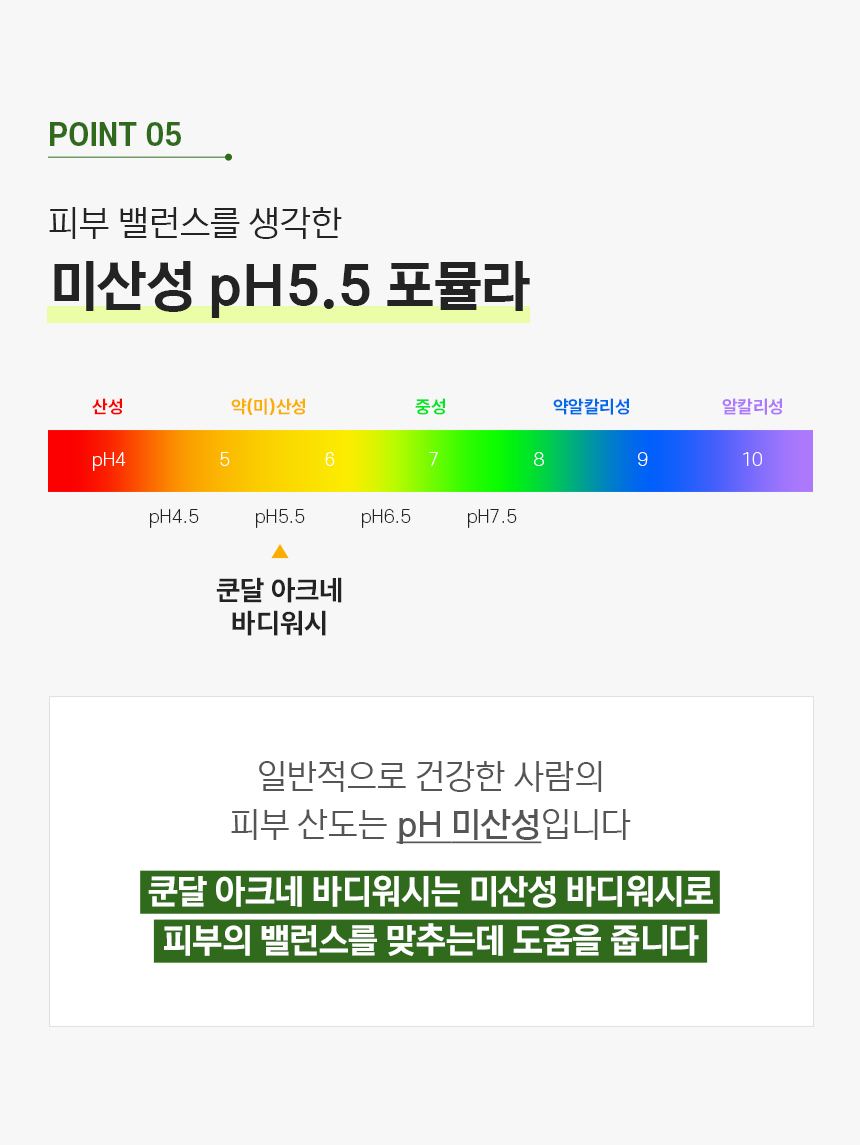 POINT 05
피부 밸런스를 생각한
미산성 pH5.5 포뮬라
산성 약(미)산성 중성 약알칼리성 알칼리성
pH4 5 6 7 8 9 10
pH4.5 pH5.5 pH6.5 pH7.5
쿤달 아크네
바디워시
일반적으로 건강한 사람의
피부 산도는 pH 미산성입니다
쿤달 아크네 바디워시는 미산성 바디워시로
피부의 밸런스를 맞추는데 도움을 줍니다